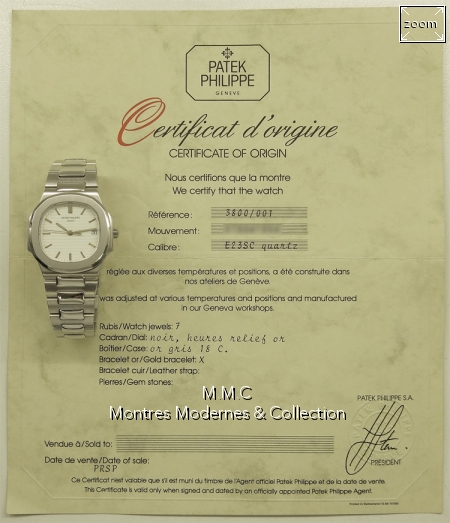 zoom
PATEK
PHILIPPE
GENEVE
Certificat d'origine
CERTIFICATE OF ORIGIN
Nous certifions que la montre
We certify that the watch
Référence: 3800/001
Mouvement:
Calibre: E23SC quartz
réglée aux diverses températures et positions, a été construite dans
nos ateliers de Genève.
was adjusted at various temperatures and positions and manufactured
in our Geneva workshops.
Rubis/Watch jewels: 7
Cadran/Dial: noir, heures relief or
Boîtier/Case: or gris 18 C.
Bracelet or/Gold bracelet: X
Bracelet cuir/Leather strap:
Pierres/Gem stones:
M M C
Montres Modernes & Collection
PATEK PHILIPPE S.A.
Vendue à/Sold to:
PRÉSIDENT
Date de vente/Date of sale:
PRSP
Ce Certificat n'est valable que s'il est muni du timbre de l'Agent officiel Patek Philippe et de la date de vente.
This Certificate is valid only when signed and dated by an officially appointed Patek Philippe Agent.